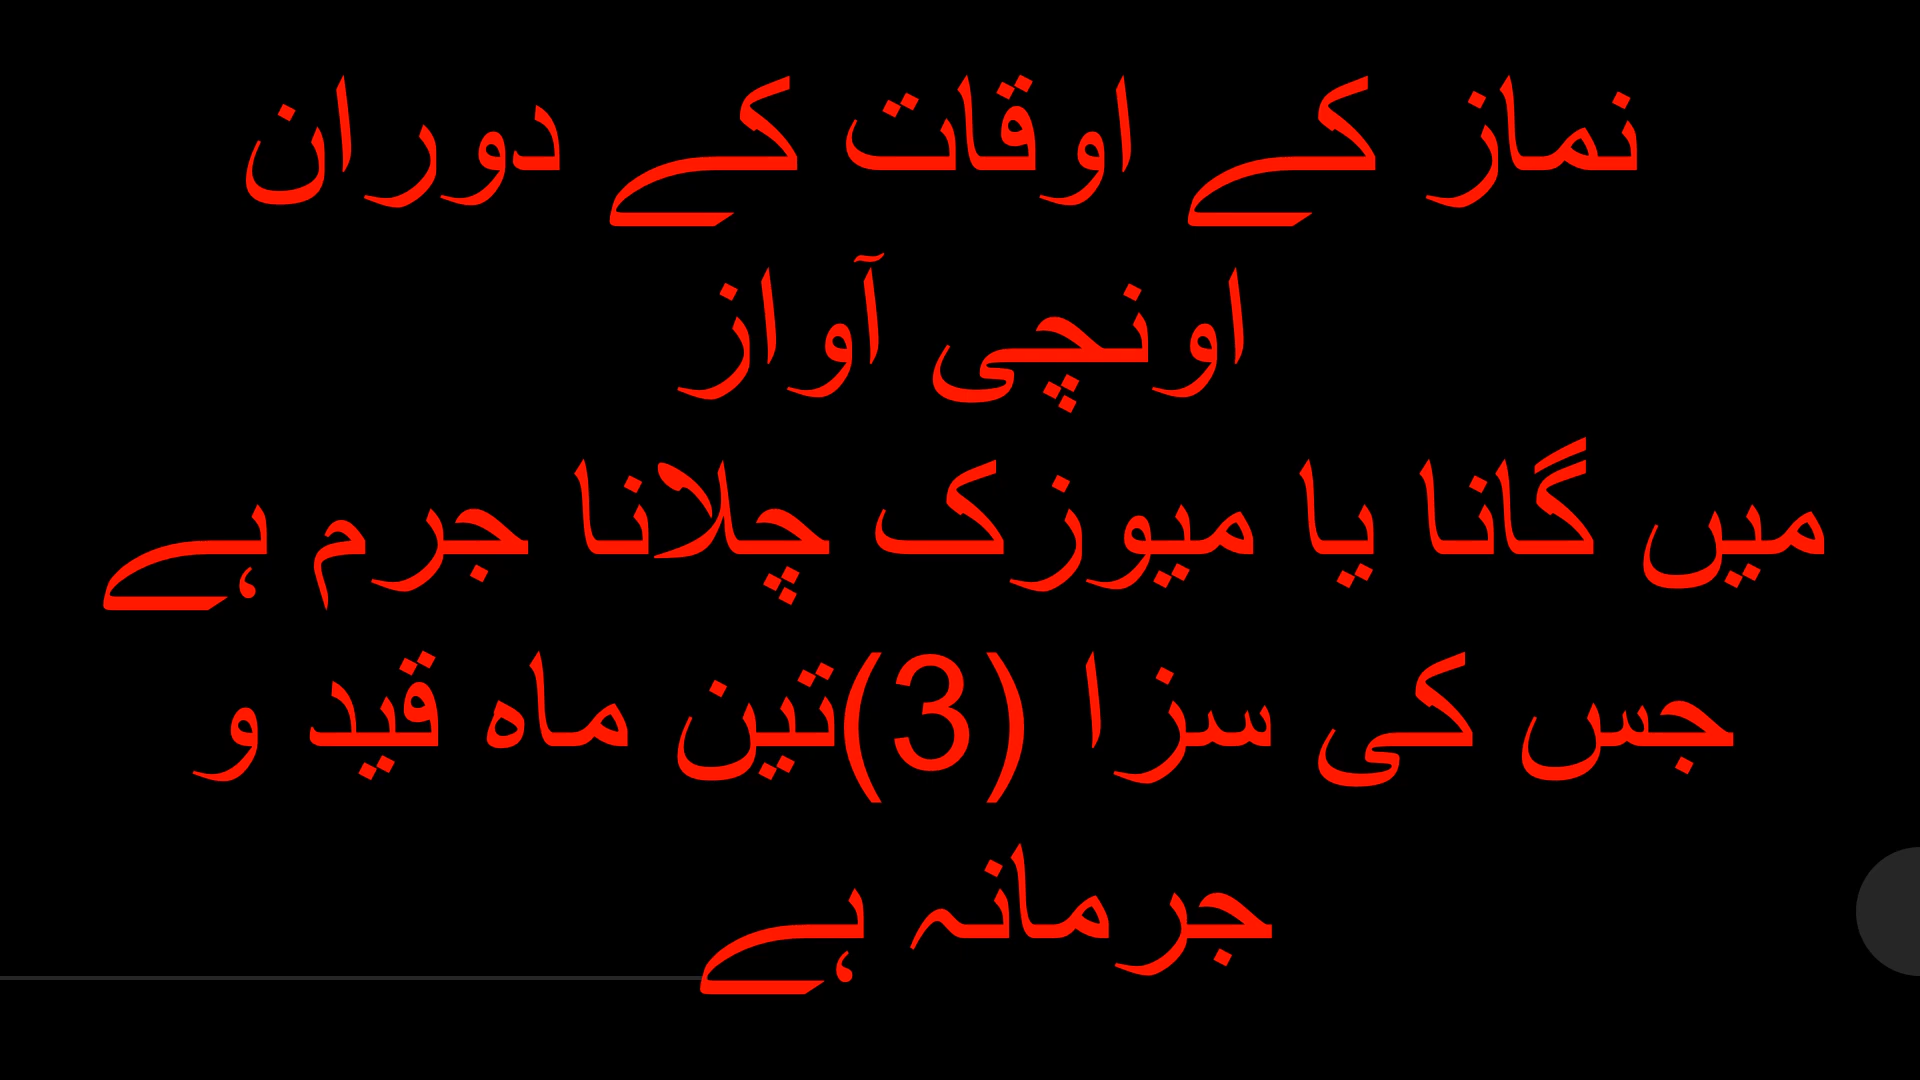 نماز کے اوقات کے دوران
اونچی آواز
میں گانا یا میوزک چلانا جرم ہے
جس کی سزا (3)تین ماہ قید و
جرمانہ ہے